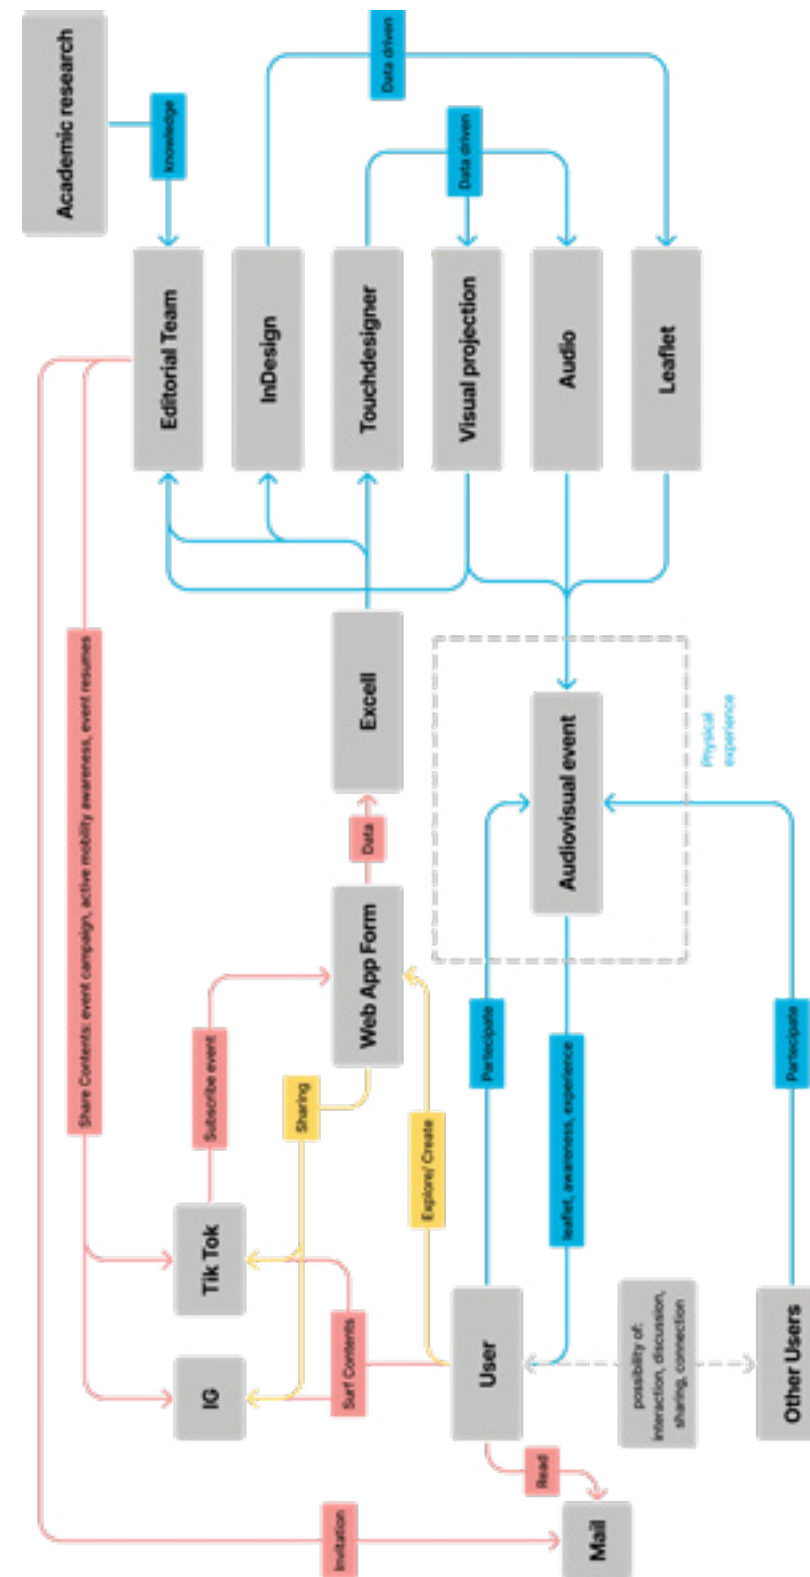 Academic research
knowledge
Data driven
Data driven
Editorial Team
InDesign
Touchdesigner
Visual projection
Audio
Leaflet
Share Contents: event campaign, active mobility awareness, event resumes
Excell
Data
Web App Form
Subscribe event
Sharing
Explore/ Create
Audiovisual event
Physical
experience
Partecipate
leaflet, awareness, experience
Partecipate
Tik Tok
IG
Surf Contents
User
possibility of:
interaction, discussion,
sharing, connection
Other Users
Read
Mail
Invitation